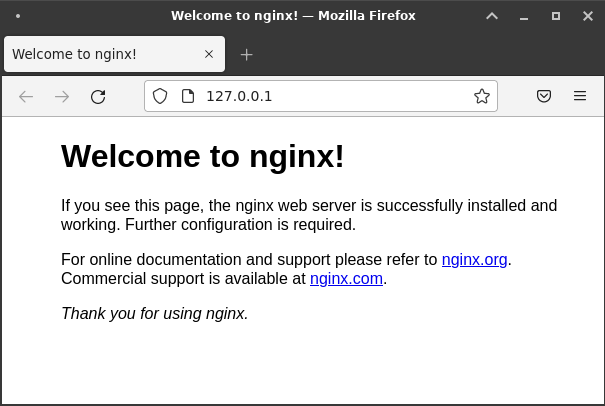 Welcome to nginx! — Mozilla Firefox
Welcome to nginx!
127.0.0.1
Welcome to nginx!
If you see this page, the nginx web server is successfully installed and
working. Further configuration is required.
For online documentation and support please refer to nginx.org.
Commercial support is available at nginx.com.
Thank you for using nginx.